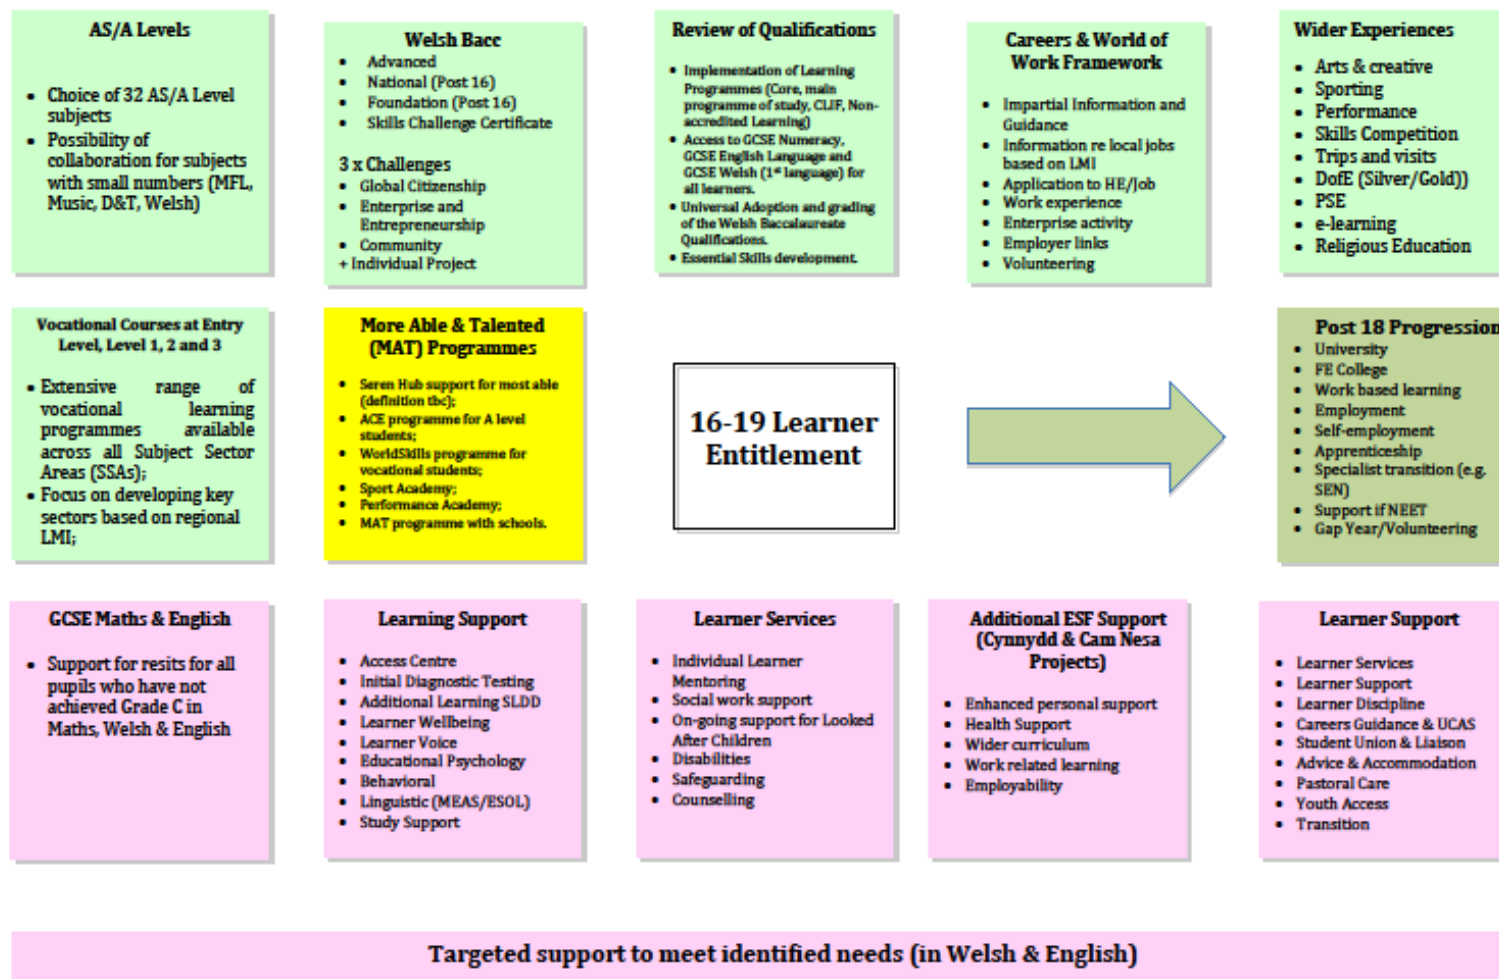 AS/A Levels
• Choice of 32 AS/A Level
subjects
• Possibility of
collaboration for subjects
with small numbers (MFL,
Music, D&T, Welsh)
Welsh Bacc
• Advanced
• National (Post 16)
• Foundation (Post 16)
• Skills Challenge Certificate
3 x Challenges
• Global Citizenship
• Enterprise and
Entrepreneurship
• Community
+ Individual Project
Review of Qualifications
• Implementation of Learning
Programmes (Core, main
programme of study, CLIF, Non-
accredited Learning)
• Access to GCSE Numeracy,
GCSE English Language and
GCSE Welsh (1st language) for
all learners.
• Universal Adoption and grading
of the Welsh Baccalaureate
Qualifications.
• Essential Skills development.
Careers & World of
Work Framework
• Impartial Information and
Guidance
• Information re local jobs
based on LMI
• Application to HE/Job
• Work experience
• Enterprise activity
• Employer links
• Volunteering
Wider Experiences
• Arts & creative
• Sporting
• Performance
• Skills Competition
• Trips and visits
• DofE (Silver/Gold))
• PSE
• e-learning
• Religious Education
Vocational Courses at Entry
Level, Level 1, 2 and 3
• Extensive range of
vocational learning
programmes available
across all Subject Sector
Areas (SSAs);
• Focus on developing key
sectors based on regional
LMI;
More Able & Talented
(MAT) Programmes
• Seren Hub support for most able
(definition tbc);
• ACE programme for A level
students;
• WorldSkills programme for
vocational students;
• Sport Academy;
• Performance Academy;
• MAT programme with schools.
16-19 Learner
Entitlement
Post 18 Progression
• University
• FE College
• Work based learning
• Employment
• Self-employment
• Apprenticeship
• Specialist transition (e.g.
SEN)
• Support if NEET
• Gap Year/Volunteering
GCSE Maths & English
• Support for resits for all
pupils who have not
achieved Grade C in
Maths, Welsh & English
Learning Support
• Access Centre
• Initial Diagnostic Testing
• Additional Learning SLDD
• Learner Wellbeing
• Learner Voice
• Educational Psychology
• Behavioral
• Linguistic (MEAS/ESOL)
• Study Support
Learner Services
• Individual Learner
Mentoring
• Social work support
• On-going support for Looked
After Children
• Disabilities
• Safeguarding
• Counselling
Additional ESF Support
(Cynnydd & Cam Nesa
Projects)
• Enhanced personal support
• Health Support
• Wider curriculum
• Work related learning
• Employability
Learner Support
• Learner Services
• Learner Support
• Learner Discipline
• Careers Guidance & UCAS
• Student Union & Liaison
• Advice & Accommodation
• Pastoral Care
• Youth Access
• Transition
Targeted support to meet identified needs (in Welsh & English)